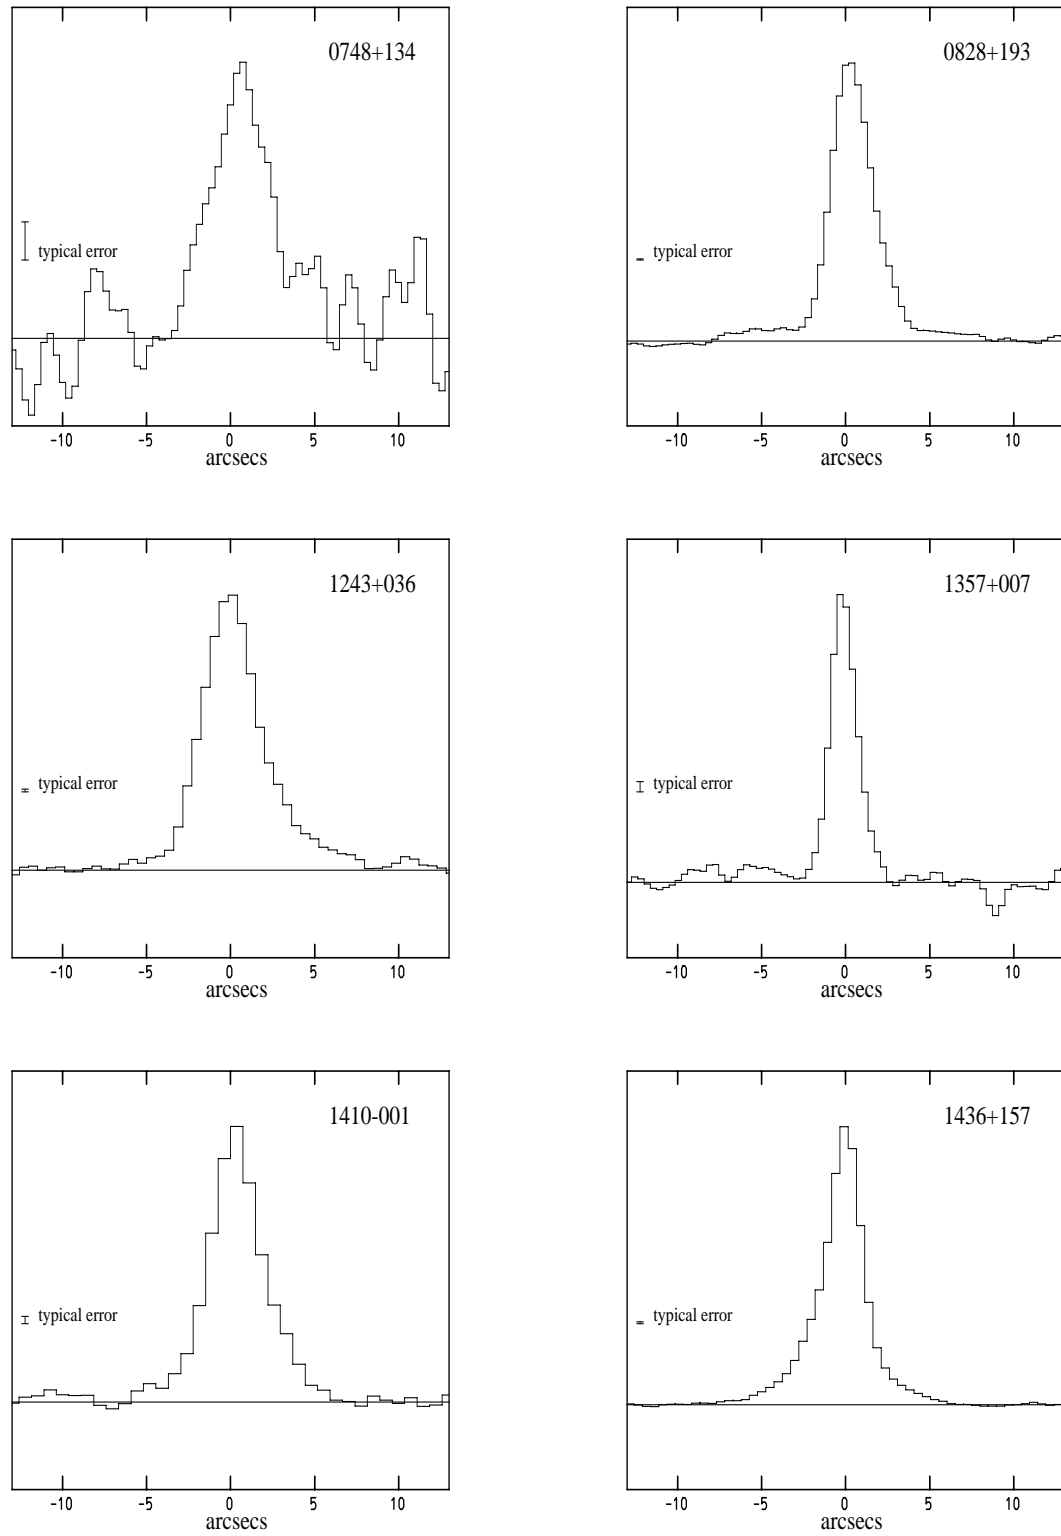 0748+134
typical error
-10 -5 0 5 10
arcsecs
0828+193
typical error
-10 -5 0 5 10
arcsecs
1243+036
typical error
-10 -5 0 5 10
arcsecs
1357+007
typical error
-10 -5 0 5 10
arcsecs
1410-001
typical error
-10 -5 0 5 10
arcsecs
1436+157
typical error
-10 -5 0 5 10
arcsecs